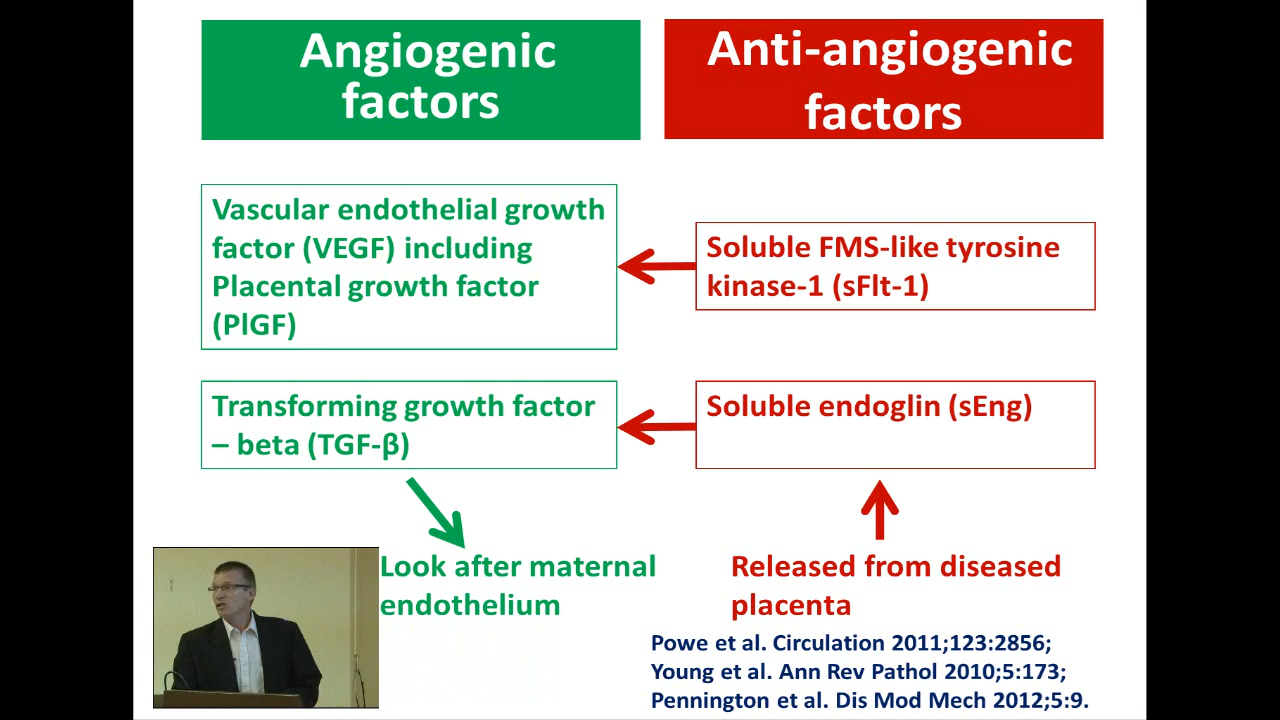 Angiogenic
factors
Anti-angiogenic
factors
Vascular endothelial growth
factor (VEGF) including
Placental growth factor
(PlGF)
Soluble FMS-like tyrosine
kinase-1 (sFlt-1)
Transforming growth factor
– beta (TGF-β)
Soluble endoglin (sEng)
Look after maternal
endothelium
Released from diseased
placenta
Powe et al. Circulation 2011;123:2856;
Young et al. Ann Rev Pathol 2010;5:173;
Pennington et al. Dis Mod Mech 2012;5:9.